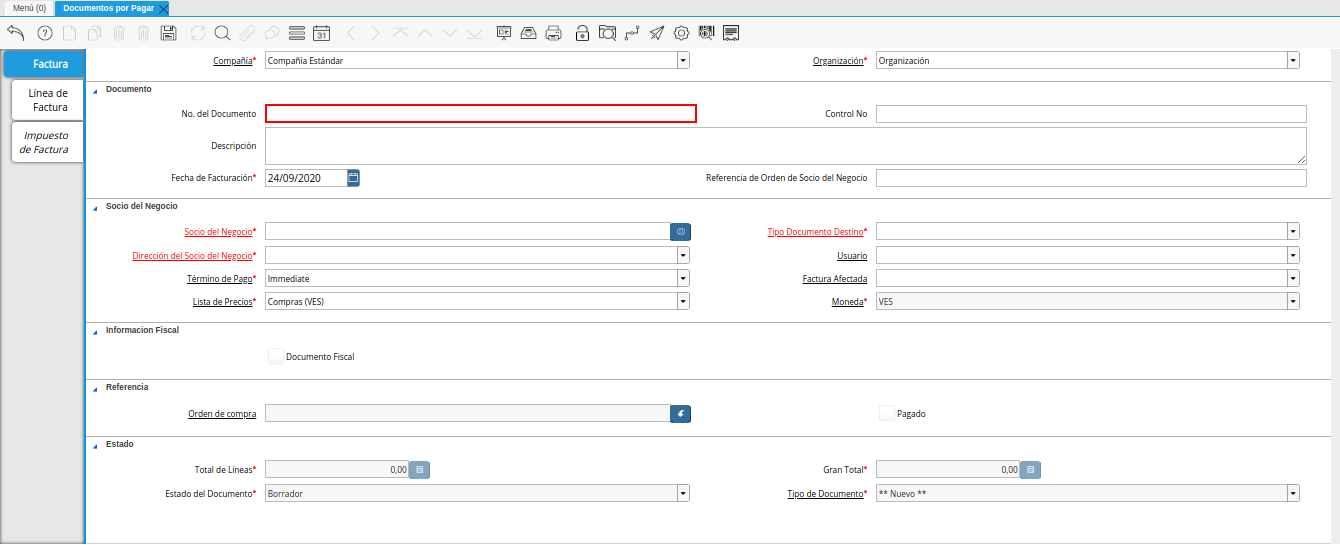 Menú (0)
Documentos por Pagar
31
Factura
Línea de
Factura
Impuesto
de Factura
Compañía* Compañía Estándar
Organización* Organización
Documento
No. del Documento
Control No
Descripción
Fecha de Facturación* 24/09/2020
Referencia de Orden de Socio del Negocio
Socio del Negocio
Socio del Negocio*
Tipo Documento Destino*
Dirección del Socio del Negocio*
Usuario
Término de Pago* Immediate
Factura Afectada
Lista de Precios* Compras (VES)
Moneda* VES
Informacion Fiscal
Documento Fiscal
Referencia
Orden de compra
Pagado
Estado
Total de Líneas* 0,00
Gran Total* 0,00
Estado del Documento* Borrador
Tipo de Documento* ** Nuevo **